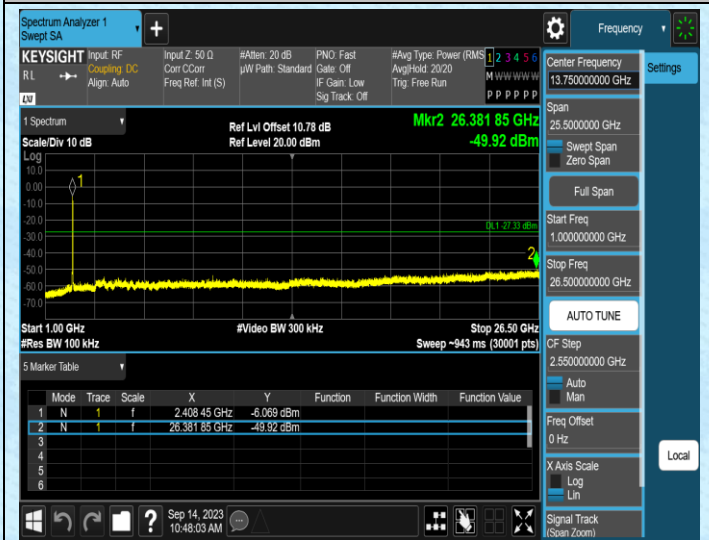 Spectrum Analyzer 1
Swept SA
+
Frequency
KEYSIGHT
RL
LXI
Input: RF
Coupling: DC
Align: Auto
Input Z: 50 Ω
Corr CCorr
Freq Ref: Int (S)
#Atten: 20 dB
µW Path: Standard
PNO: Fast
Gate: Off
IF Gain: Low
Sig Track: Off
#Avg Type: Power (RMS
Avg|Hold: 20/20
Trig: Free Run
1 2 3 4 5 6
M W W W W W
P P P P P P
1 Spectrum
Scale/Div 10 dB
Ref Lvl Offset 10.78 dB
Ref Level 20.00 dBm
Mkr2 26.381 85 GHz
-49.92 dBm
Log
10.0
0.00
-10.0
-20.0
-30.0
-40.0
-50.0
-60.0
-70.0
1
DL1 -27.33 dBm
2
Start 1.00 GHz
#Res BW 100 kHz
#Video BW 300 kHz
Stop 26.50 GHz
Sweep ~943 ms (30001 pts)
5 Marker Table
Mode Trace Scale X Y Function Function Width Function Value
1 N 1 f 2.408 45 GHz -6.069 dBm
2 N 1 f 26.381 85 GHz -49.92 dBm
3
4
5
6
?
Sep 14, 2023
10:48:03 AM
Center Frequency
13.750000000 GHz
Settings
Span
25.5000000 GHz
Swept Span
Zero Span
Full Span
Start Freq
1.000000000 GHz
Stop Freq
26.500000000 GHz
AUTO TUNE
CF Step
2.550000000 GHz
Auto
Man
Freq Offset
0 Hz
Local
X Axis Scale
Log
Lin
Signal Track
(Span Zoom)